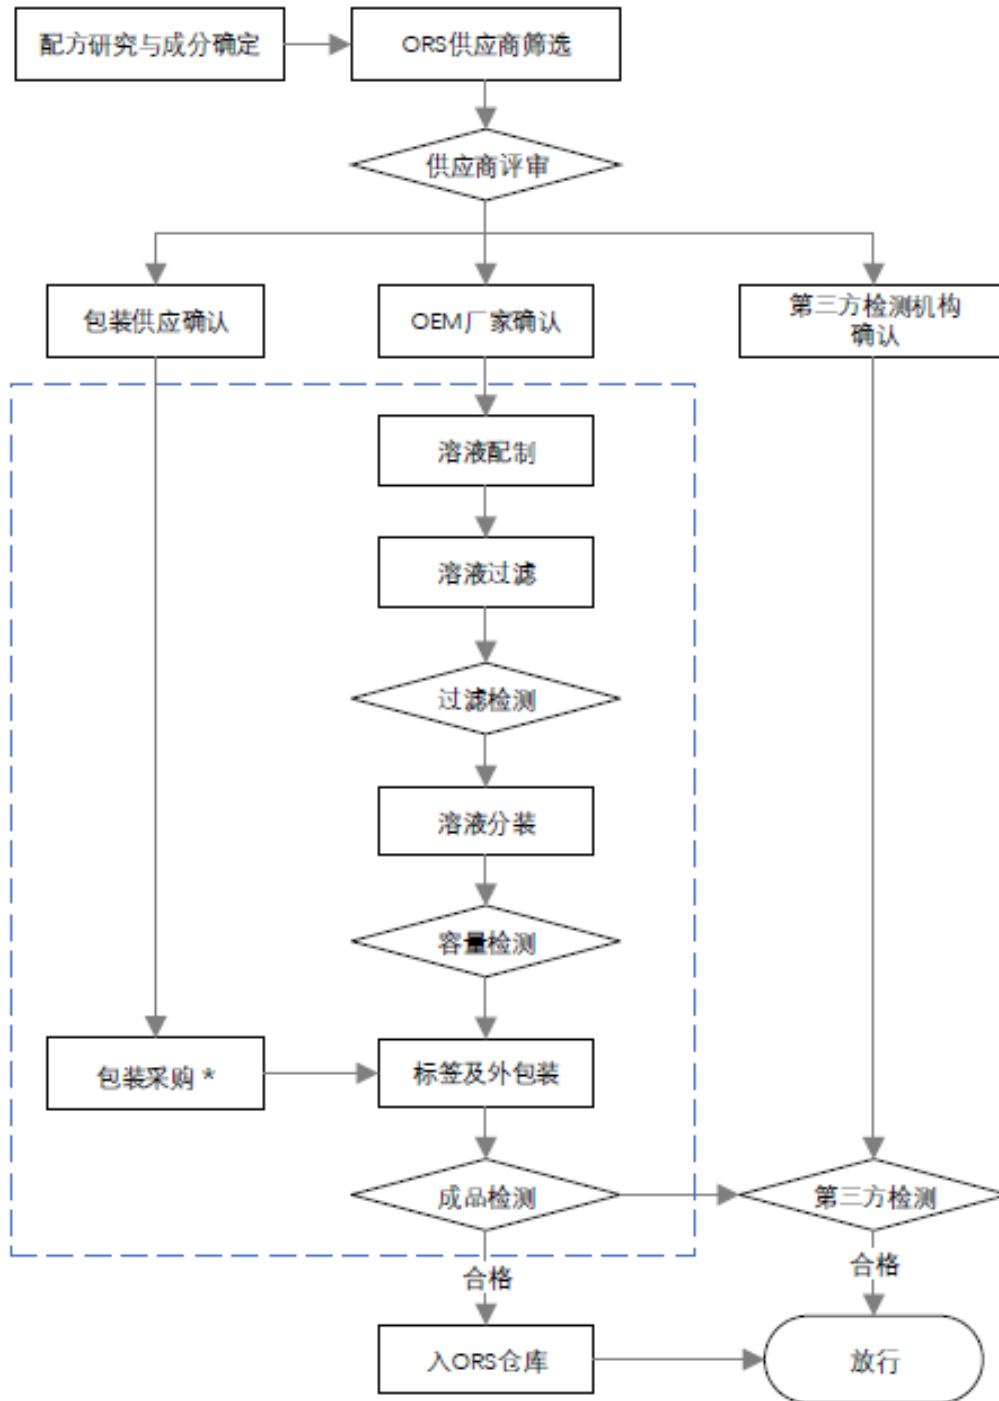 配方研究与成分确定
ORS供应商筛选
供应商评审
包装供应确认
OEM厂家确认
第三方检测机构
确认
溶液配制
溶液过滤
过滤检测
溶液分装
容量检测
包装采购 *
标签及外包装
成品检测
第三方检测
合格
合格
入ORS仓库
放行